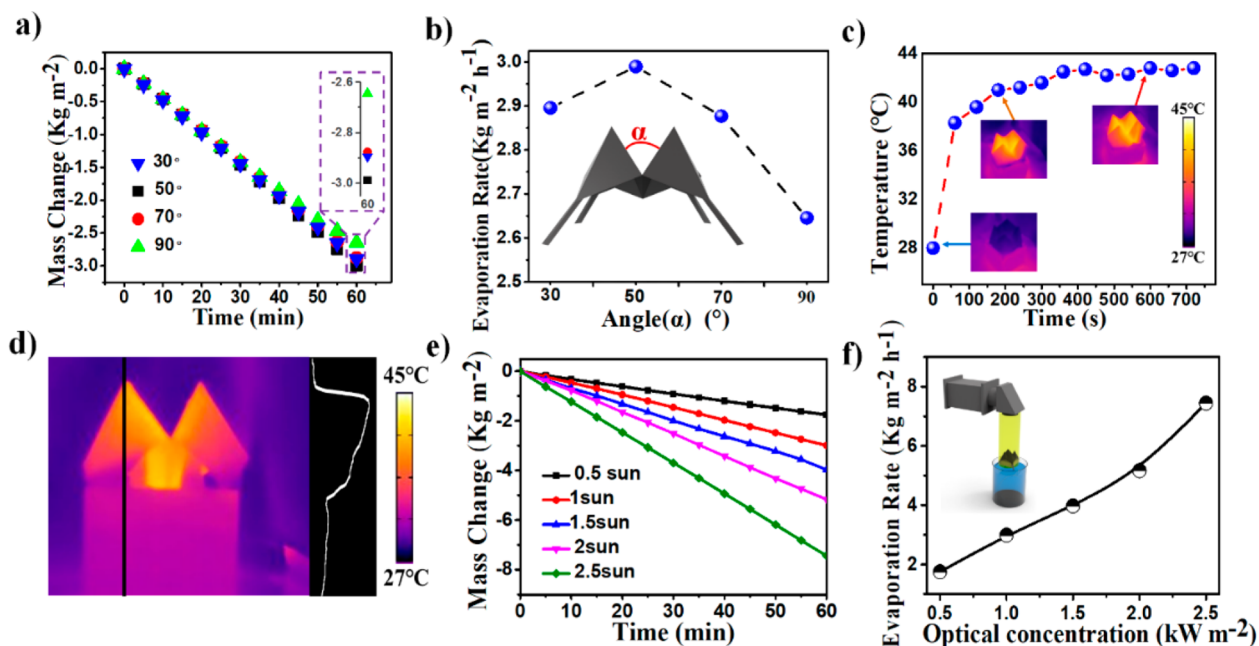 a)
Mass Change (Kg m-2)
0.0
-0.5
-1.0
-1.5
-2.0
-2.5
-3.0
30 °
50 °
70 °
90 °
-2.6
-2.8
-3.0
60
0 10 20 30 40 50 60
Time (min)
b)
Evaporation Rate(Kg m-2 h-1)
3.0
2.9
2.8
2.7
2.6
2.5
α
30 50 70 90
Angle(α) (°)
c)
Temperature (°C)
44
40
36
32
28
45°C
27°C
0 100 200 300 400 500 600 700
Time (s)
d)
45°C
27°C
e)
Mass Change (Kg m-2)
0
-2
-4
-6
-8
0.5 sun
1sun
1.5sun
2sun
2.5sun
0 10 20 30 40 50 60
Time (min)
f)
Evaporation Rate (Kg m-2 h-1)
8
6
4
2
0.5 1.0 1.5 2.0 2.5
Optical concentration (kW m-2)